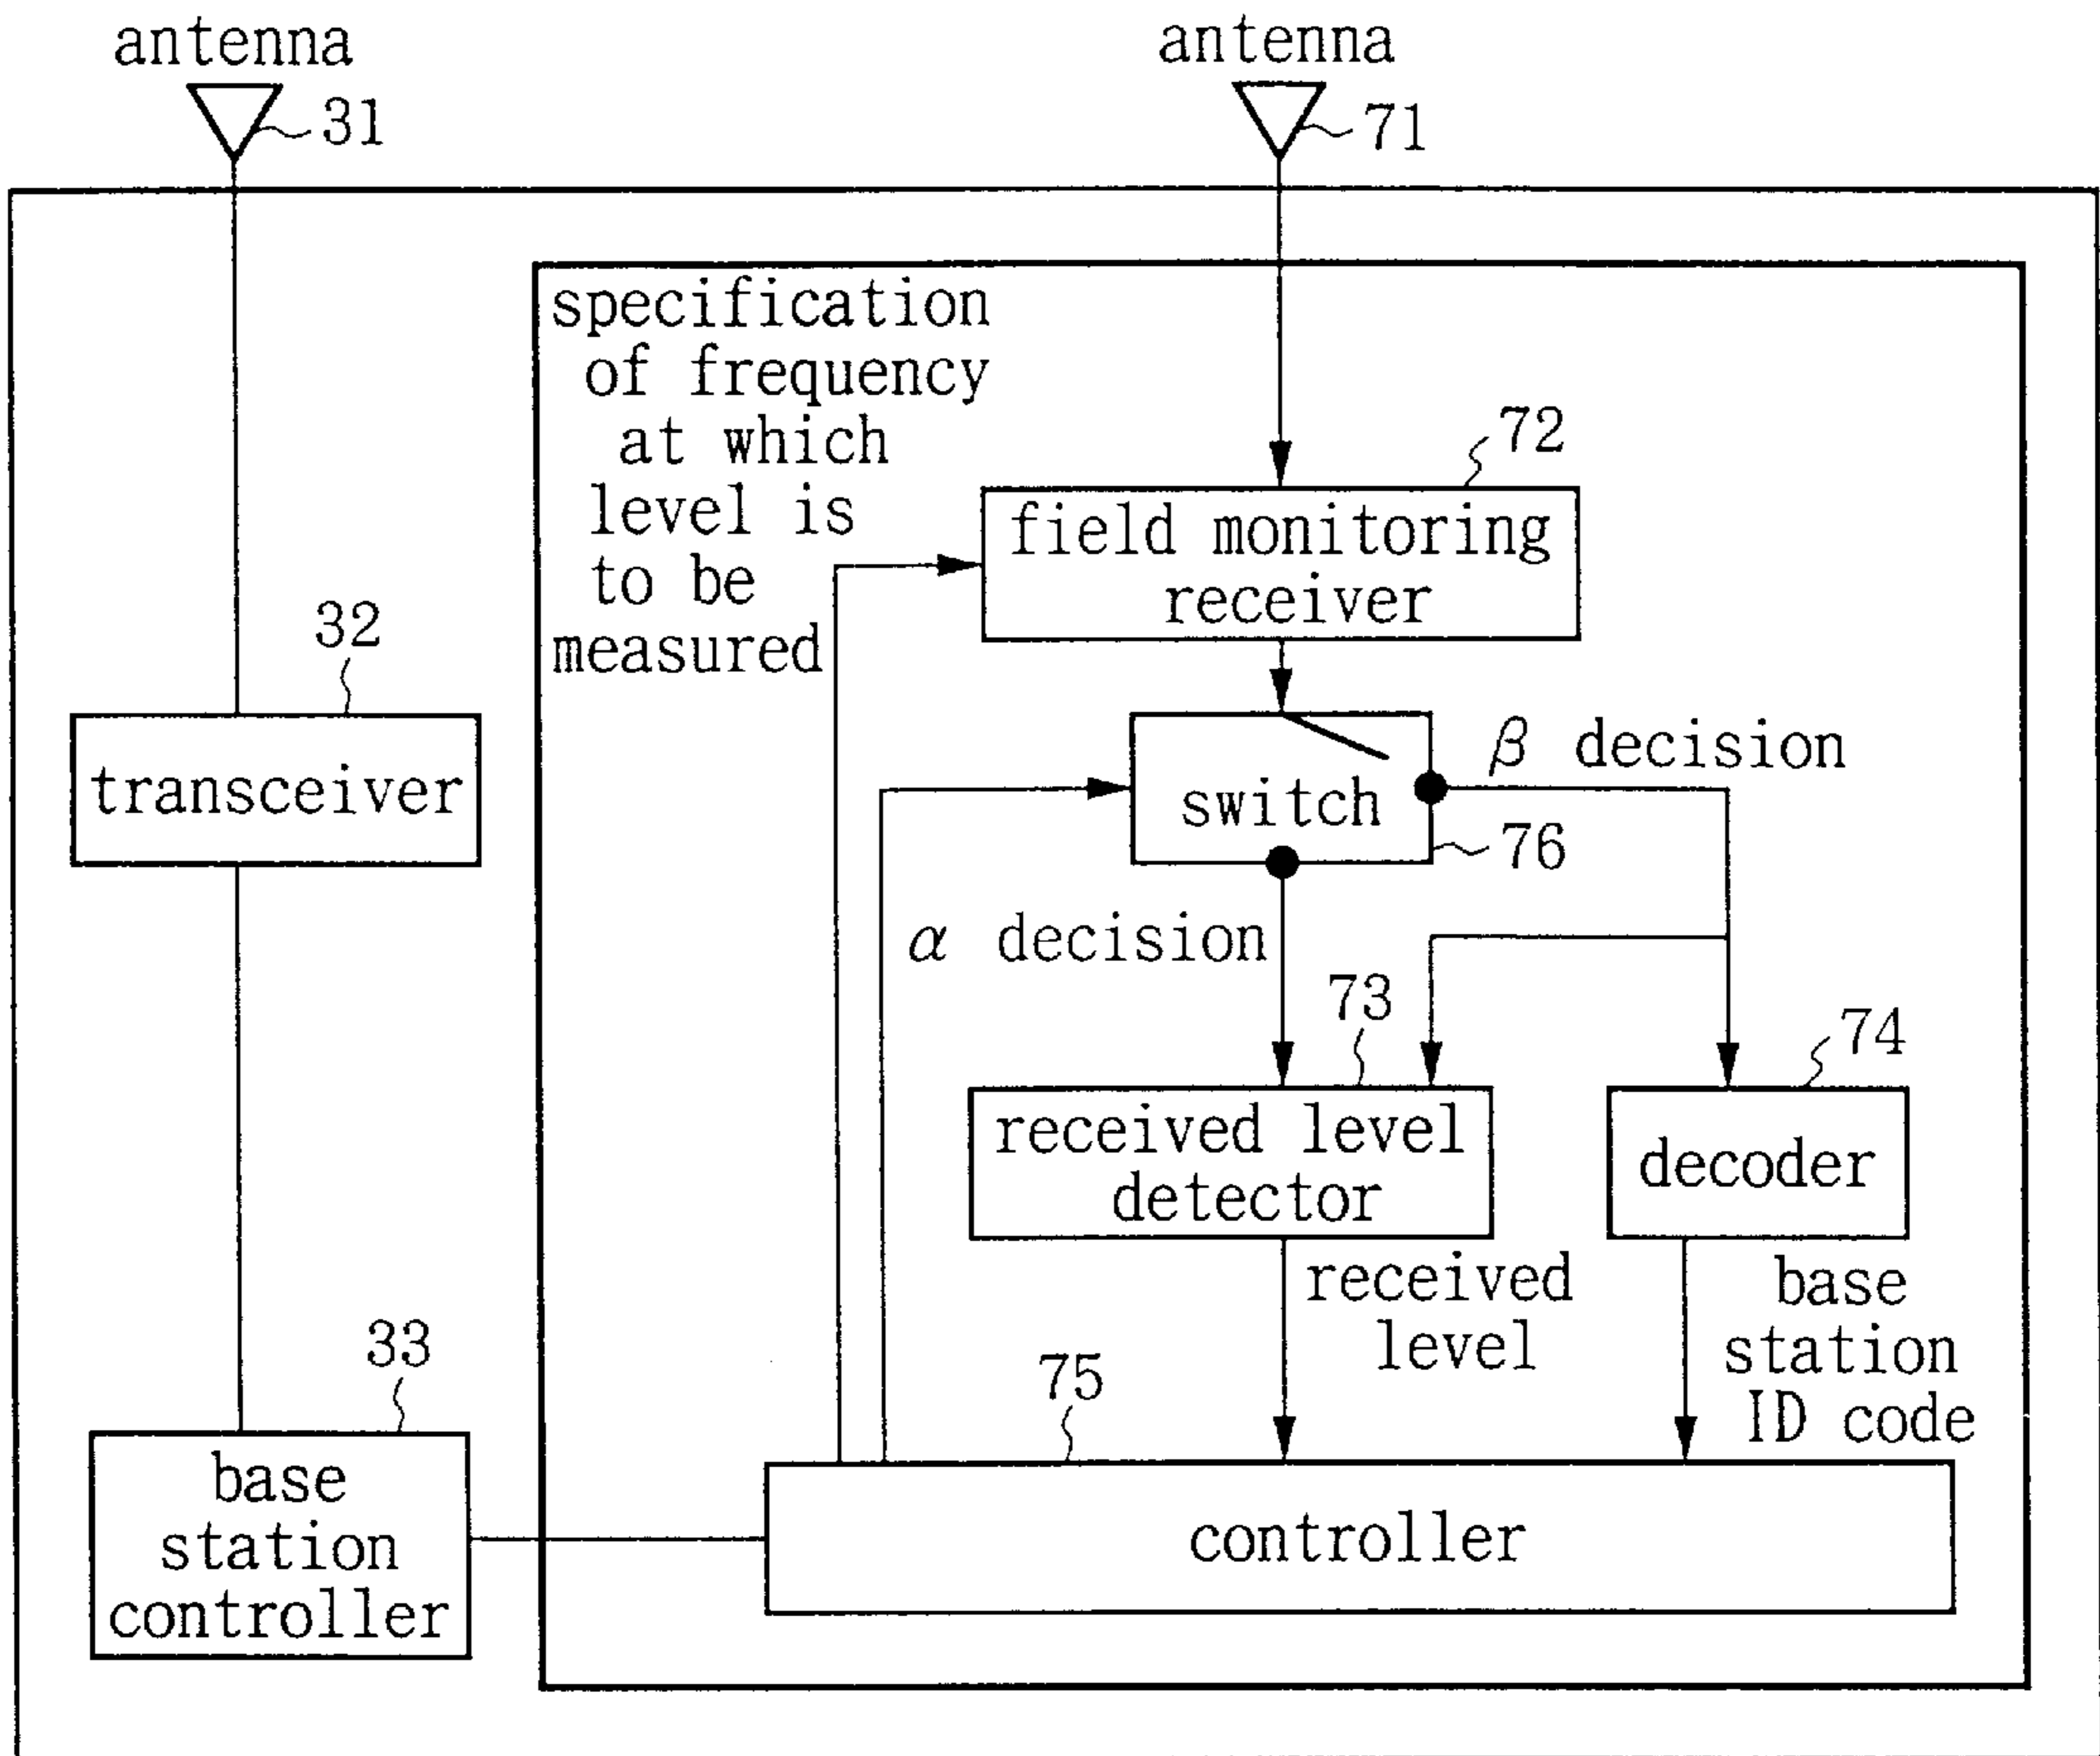 antenna
31
antenna
71
specification
of frequency
at which
level is
to be
measured
72
field monitoring
receiver
32
transceiver
β decision
switch
76
α decision
73
74
received level
detector
decoder
received
level
base
station
ID code
33
75
base
station
controller
controller